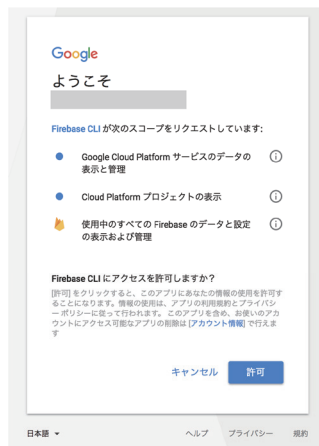 Google
ようこそ
Firebase CLI が次のスコープをリクエストしています:
Google Cloud Platform サービスのデータの
表示と管理
Cloud Platform プロジェクトの表示
使用中のすべての Firebase のデータと設定
の表示および管理
Firebase CLI にアクセスを許可しますか？
[許可] をクリックすると、このアプリにあなたの情報の使用を許可す
ることになります。情報の使用は、アプリの利用規約とプライバシ
ー ポリシーに従って行われます。 このアプリを含め、お使いのアカ
ウントにアクセス可能なアプリの削除は [アカウント情報] で行えま
す
キャンセル 許可
日本語 ヘルプ プライバシー 規約